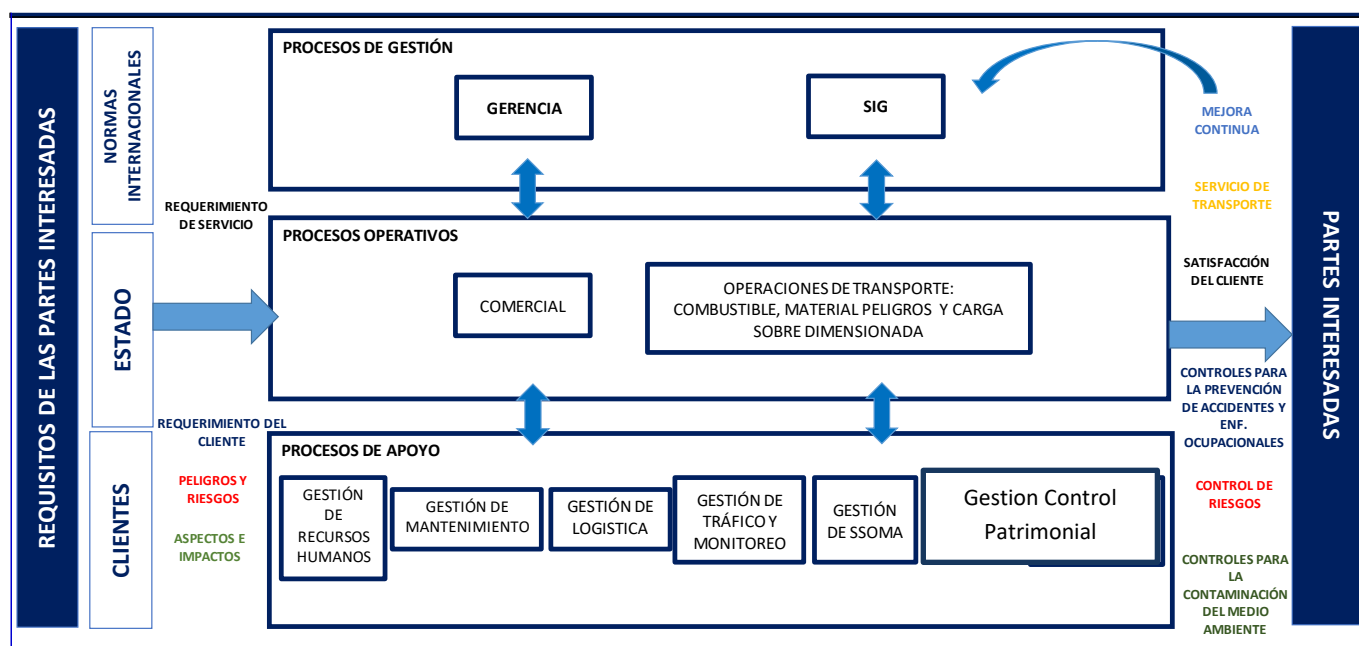 REQUISITOS DE LAS PARTES INTERESADAS
NORMAS
INTERNACIONALES
ESTADO
CLIENTES
REQUERIMIENTO
DE SERVICIO
REQUERIMIENTO DEL
CLIENTE
PELIGROS Y
RIESGOS
ASPECTOS E
IMPACTOS
PROCESOS DE GESTIÓN
GERENCIA
SIG
PROCESOS OPERATIVOS
COMERCIAL
OPERACIONES DE TRANSPORTE:
COMBUSTIBLE, MATERIAL PELIGROS Y CARGA
SOBRE DIMENSIONADA
PROCESOS DE APOYO
GESTIÓN
DE
RECURSOS
HUMANOS
GESTIÓN DE
MANTENIMIENTO
GESTIÓN DE
LOGISTICA
GESTIÓN DE
TRÁFICO Y
MONITOREO
GESTIÓN
DE SSOMA
Gestion Control
Patrimonial
MEJORA
CONTINUA
SERVICIO DE
TRANSPORTE
SATISFACCIÓN
DEL CLIENTE
CONTROLES PARA
LA PREVENCIÓN
DE ACCIDENTES Y
ENF.
OCUPACIONALES
CONTROL DE
RIESGOS
CONTROLES PARA
LA
CONTAMINACIÓN
DEL MEDIO
AMBIENTE
PARTES INTERESADAS